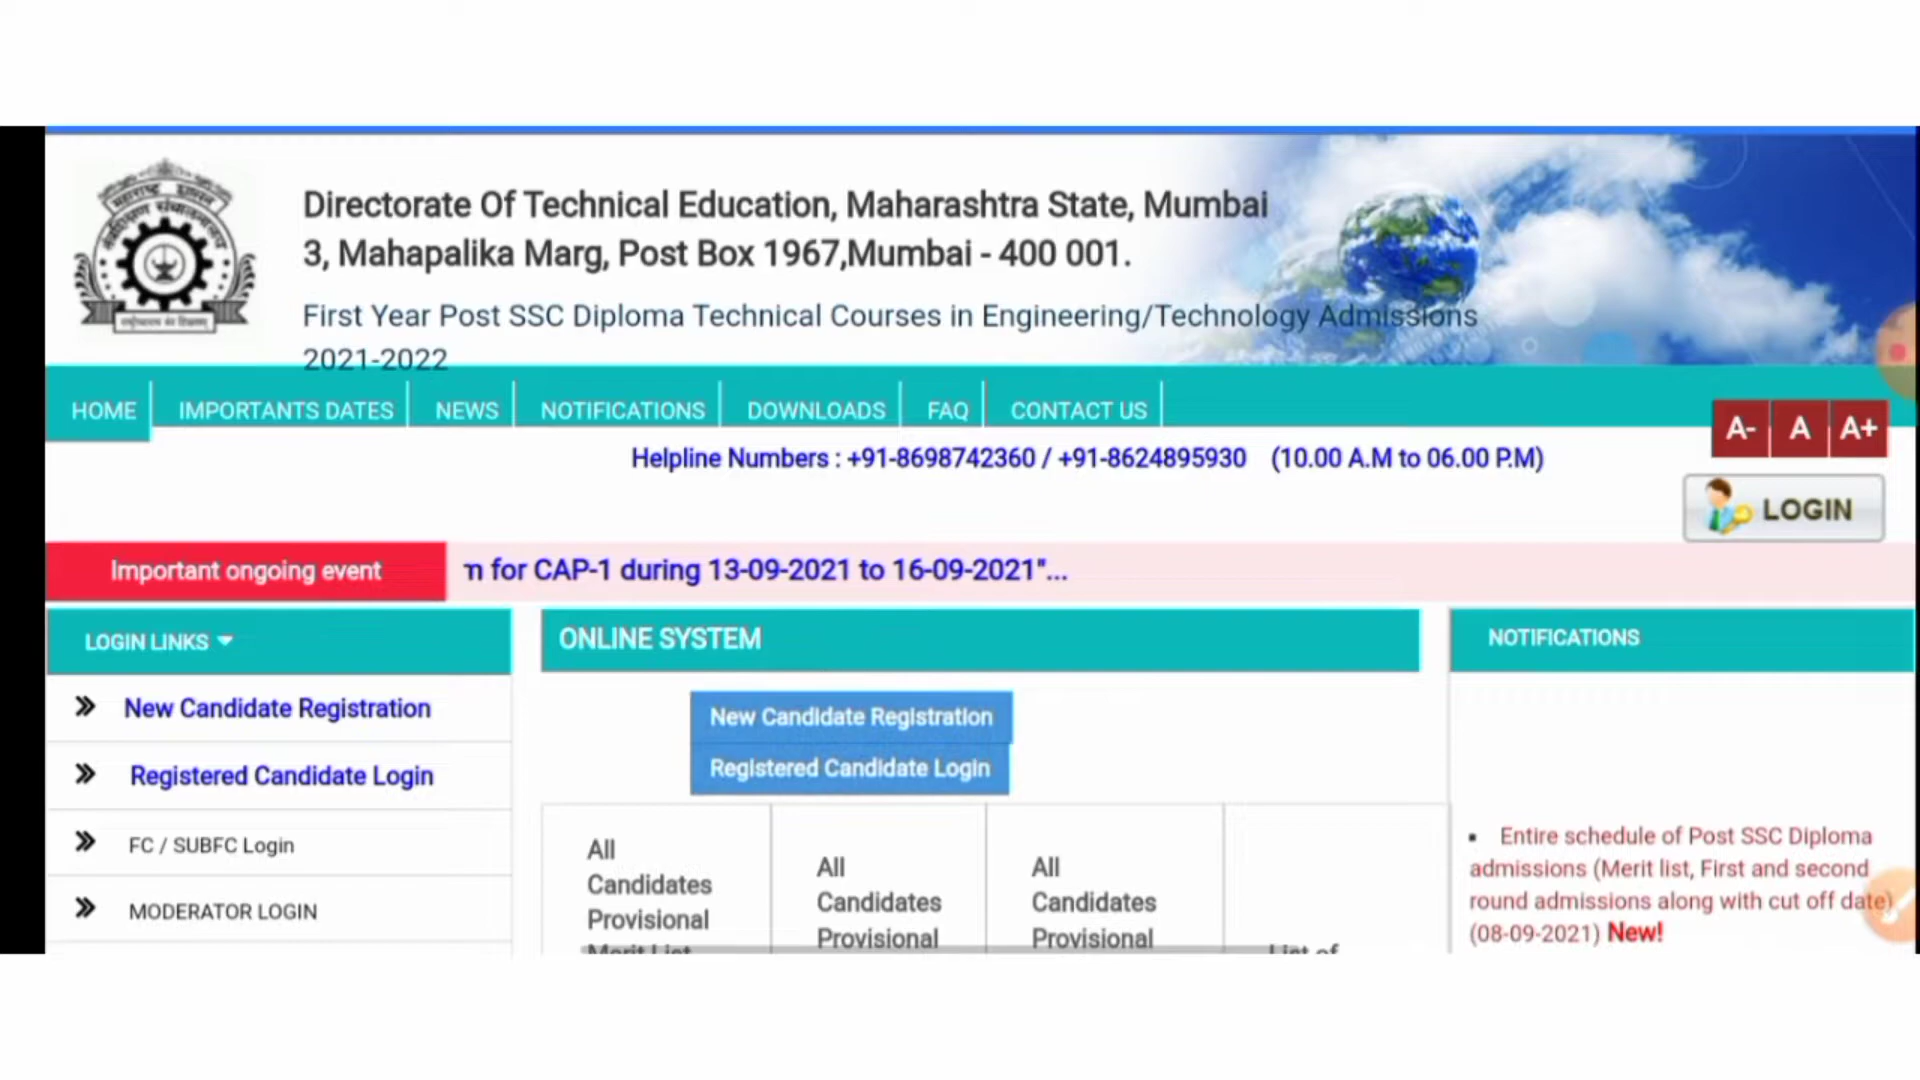 महाराष्ट्र शासन
Directorate Of Technical Education, Maharashtra State, Mumbai
3, Mahapalika Marg, Post Box 1967,Mumbai - 400 001.
First Year Post SSC Diploma Technical Courses in Engineering/Technology Admissions
2021-2022
HOME
IMPORTANTS DATES
NEWS
NOTIFICATIONS
DOWNLOADS
FAQ
CONTACT US
A-
A
A+
Helpline Numbers : +91-8698742360 / +91-8624895930 (10.00 A.M to 06.00 P.M)
LOGIN
Important ongoing event
for CAP-1 during 13-09-2021 to 16-09-2021"...
LOGIN LINKS
New Candidate Registration
Registered Candidate Login
FC / SUBFC Login
MODERATOR LOGIN
ONLINE SYSTEM
New Candidate Registration
Registered Candidate Login
All
Candidates
Provisional
Merit List
All
Candidates
Provisional
All
Candidates
Provisional
List of
NOTIFICATIONS
Entire schedule of Post SSC Diploma
admissions (Merit list, First and second
round admissions along with cut off date)
(08-09-2021) New!